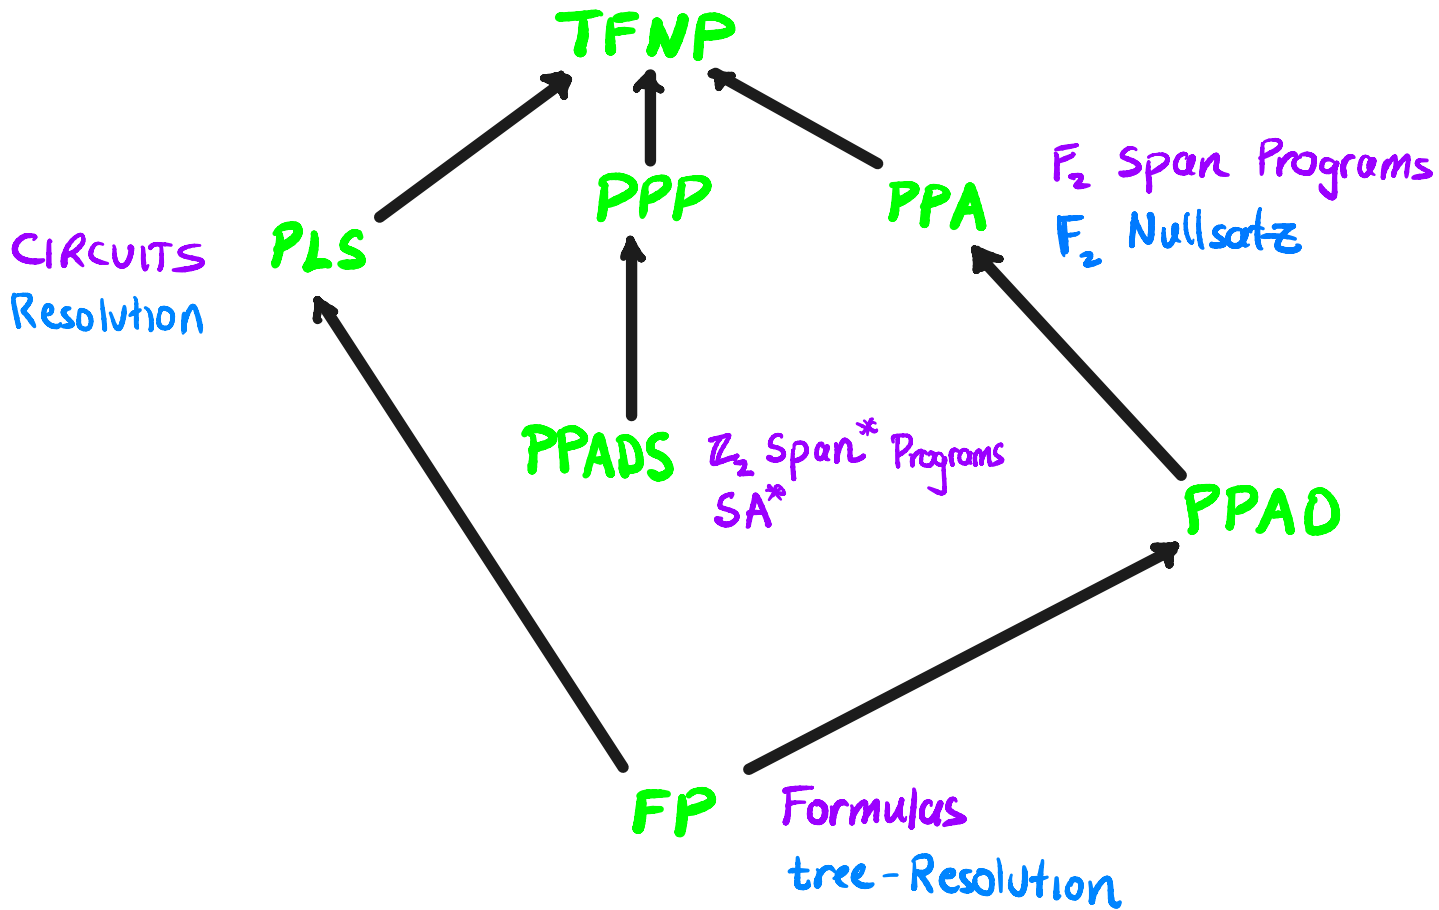 TFNP
PPP
PPA
F₂ Span Programs
F₂ Nullsatz
CIRCUITS
Resolution
PLS
PPADS
ℤ₂ Span* Programs
SA*
PPAD
FP
Formulas
tree-Resolution